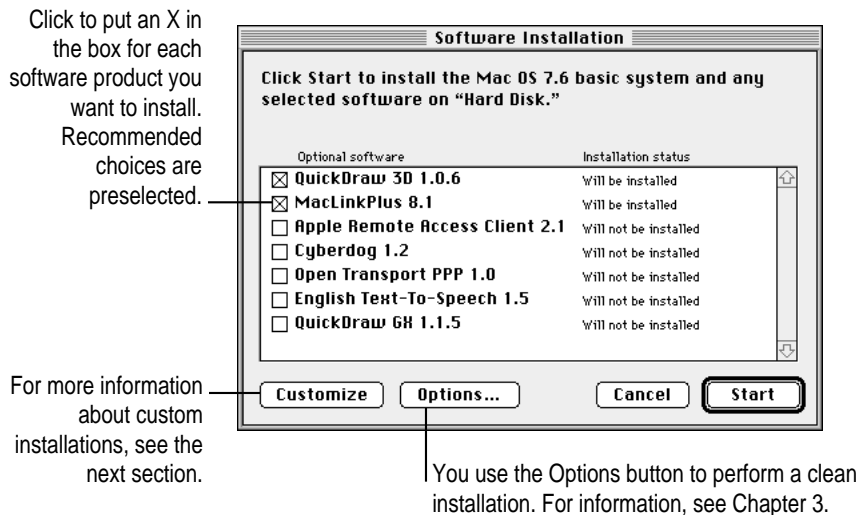 Click to put an X in
the box for each
software product you
want to install.
Recommended
choices are
preselected.
Software Installation
Click Start to install the Mac OS 7.6 basic system and any
selected software on “Hard Disk.”
Optional software Installation status
QuickDraw 3D 1.0.6 Will be installed
MacLinkPlus 8.1 Will be installed
Apple Remote Access Client 2.1 Will not be installed
Cyberdog 1.2 Will not be installed
Open Transport PPP 1.0 Will not be installed
English Text-To-Speech 1.5 Will not be installed
QuickDraw GX 1.1.5 Will not be installed
Customize Options... Cancel Start
For more information
about custom
installations, see the
next section.
You use the Options button to perform a clean
installation. For information, see Chapter 3.